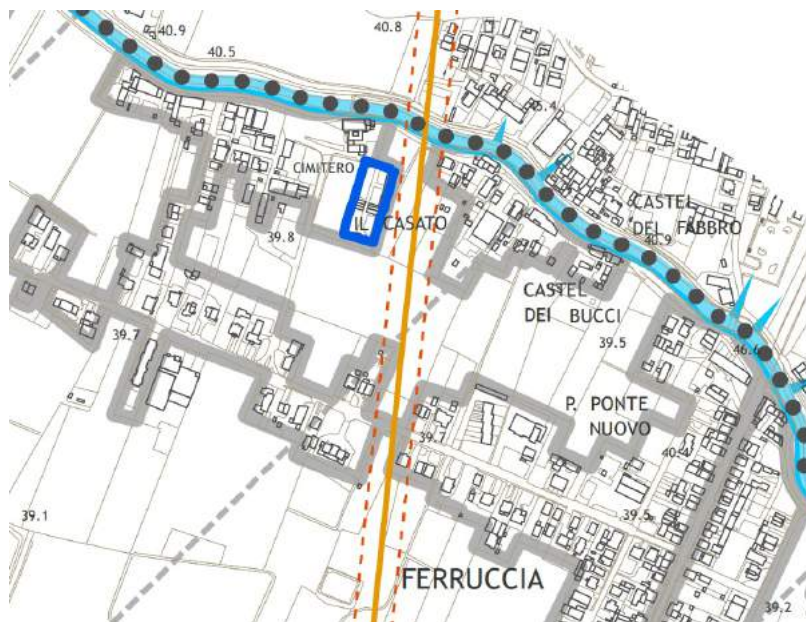 40.9
40.8
40.5
45.4
CIMITERO
IL CASATO
CASTEL
DEL FABBRO
39.8
40.9
CASTEL
DEI BUCCI
39.7
39.5
46.6
P. PONTE
NUOVO
39.7
40.4
39.1
39.5
FERRUCCIA
39.2